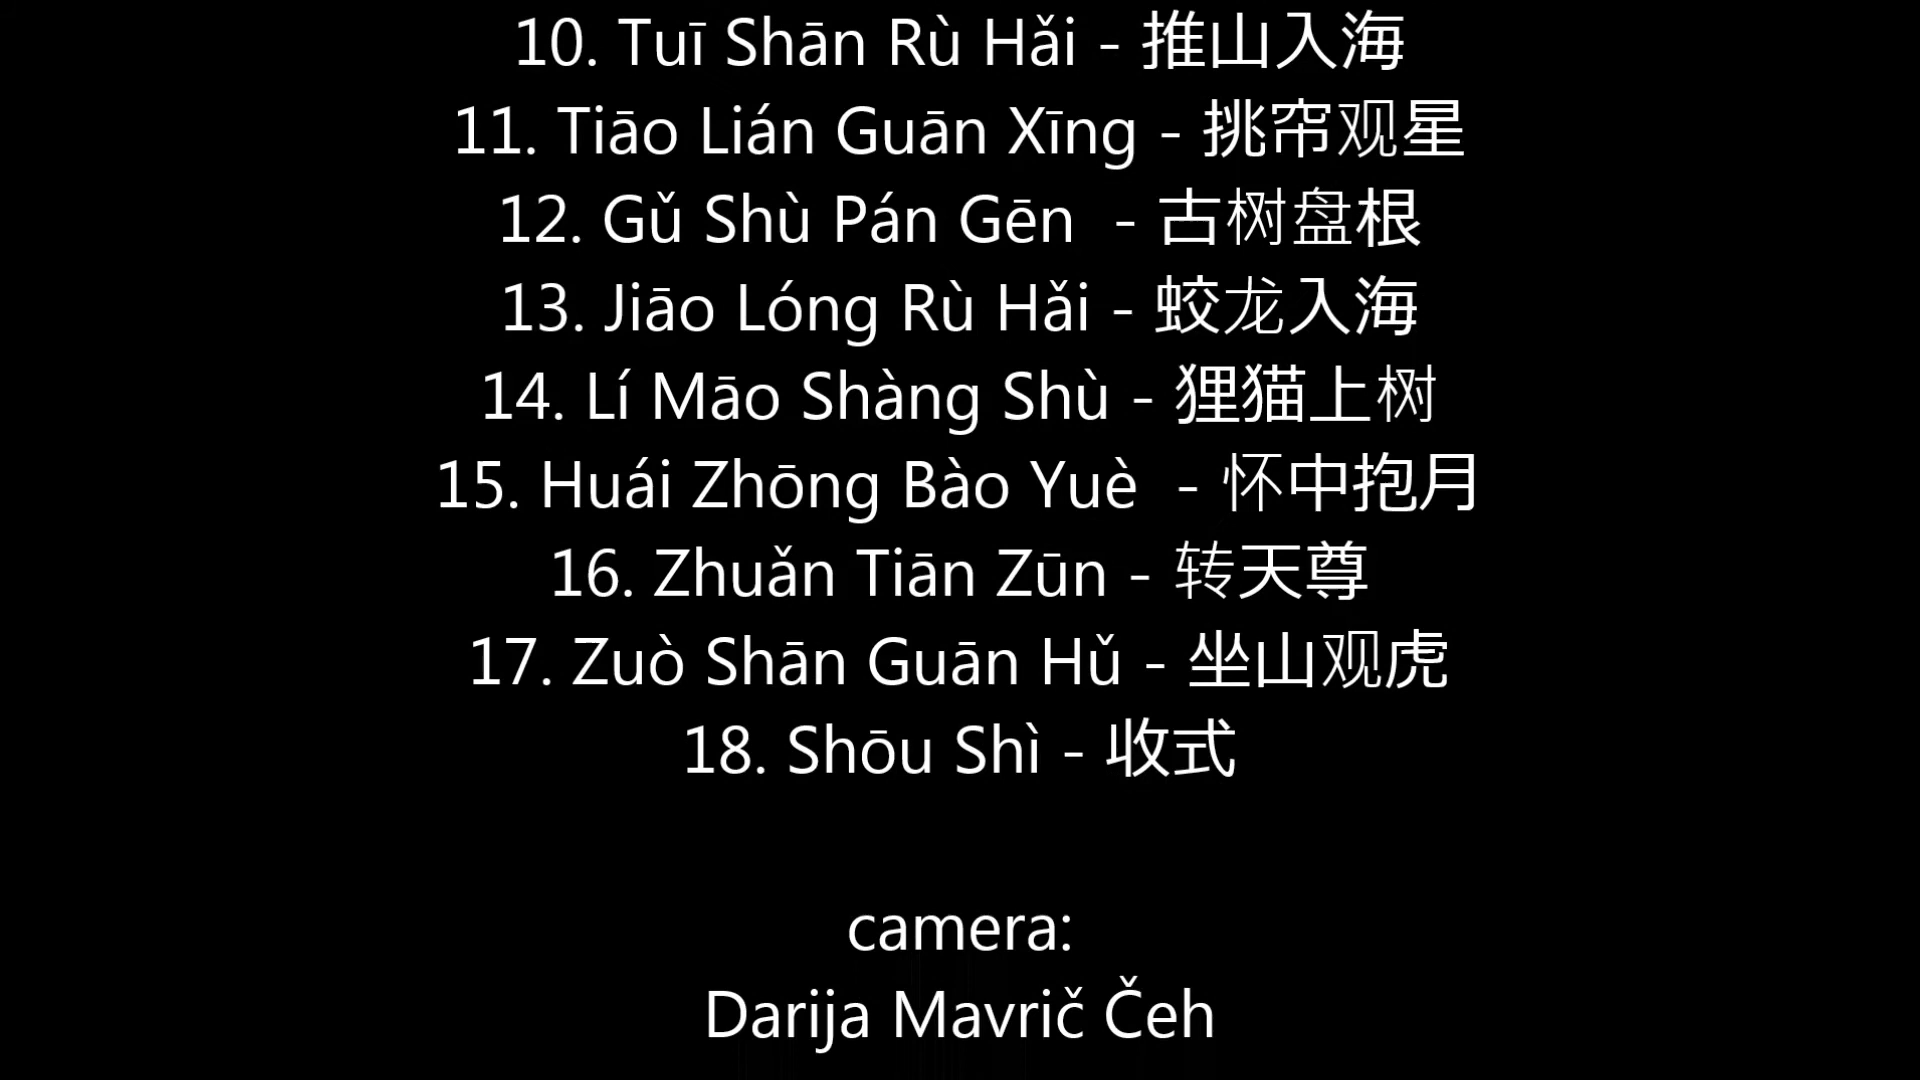 10. Tuī Shān Rù Hǎi - 推山入海
11. Tiāo Lián Guān Xīng - 挑帘观星
12. Gǔ Shù Pán Gēn - 古树盘根
13. Jiāo Lóng Rù Hǎi - 蛟龙入海
14. Lí Māo Shàng Shù - 狸猫上树
15. Huái Zhōng Bào Yuè - 怀中抱月
16. Zhuǎn Tiān Zūn - 转天尊
17. Zuò Shān Guān Hǔ - 坐山观虎
18. Shōu Shì - 收式
camera:
Darija Mavrič Čeh